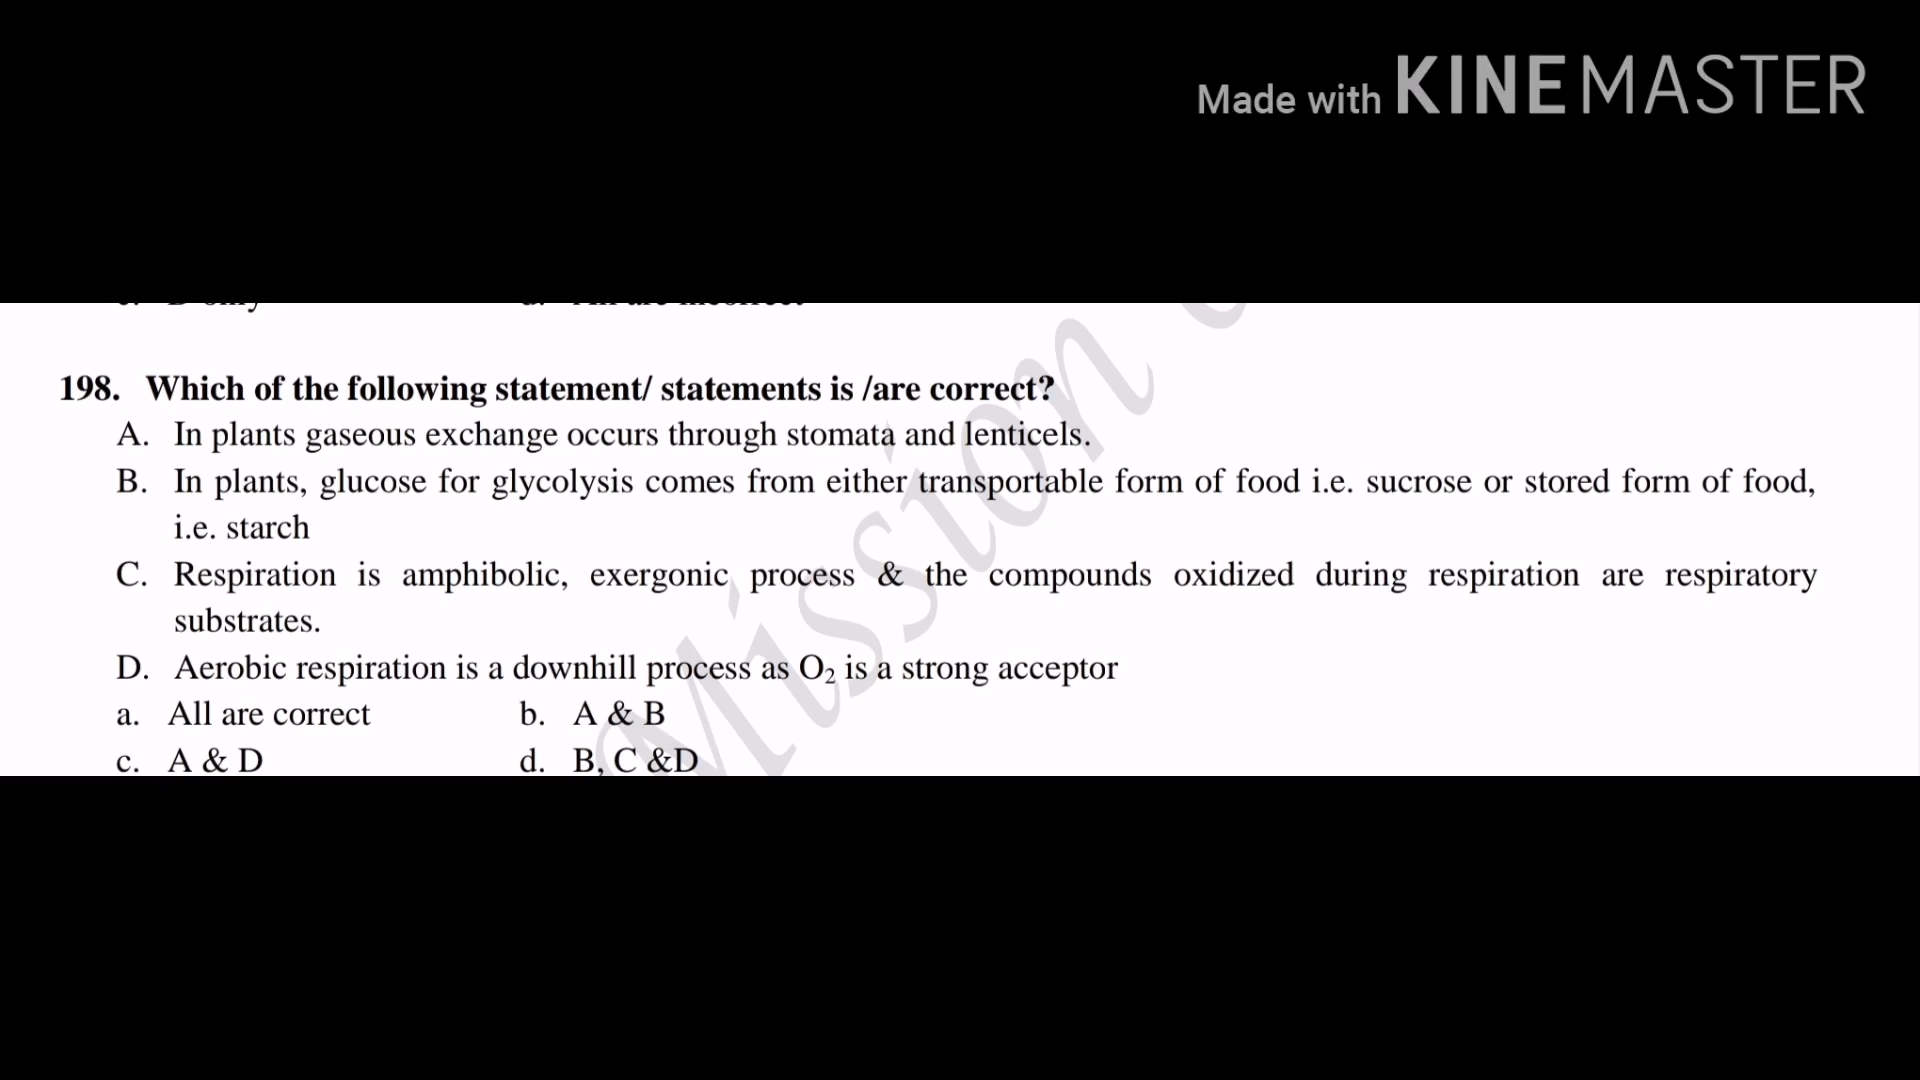 Made with KINEMASTER
198. Which of the following statement/ statements is /are correct?
A. In plants gaseous exchange occurs through stomata and lenticels.
B. In plants, glucose for glycolysis comes from either transportable form of food i.e. sucrose or stored form of food,
i.e. starch
C. Respiration is amphibolic, exergonic process & the compounds oxidized during respiration are respiratory
substrates.
D. Aerobic respiration is a downhill process as O₂ is a strong acceptor
a. All are correct b. A & B
c. A & D d. B, C &D
Mission